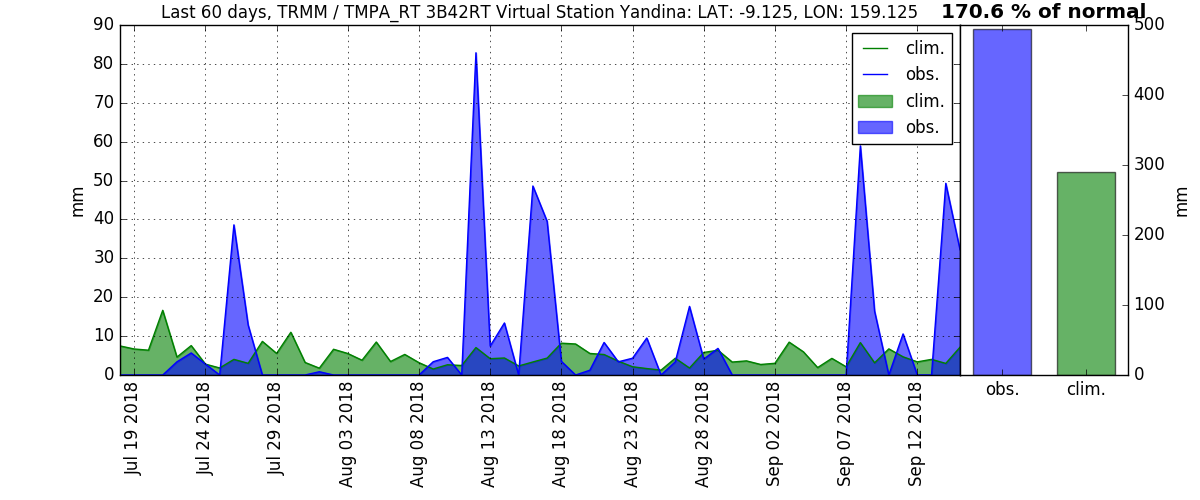 Last 60 days, TRMM / TMPA_RT 3B42RT Virtual Station Yandina: LAT: -9.125, LON: 159.125
170.6 % of normal
90
80
70
60
50
40
30
20
10
0
mm
clim.
obs.
clim.
obs.
500
400
300
200
100
0
mm
obs.
clim.
Jul 19 2018
Jul 24 2018
Jul 29 2018
Aug 03 2018
Aug 08 2018
Aug 13 2018
Aug 18 2018
Aug 23 2018
Aug 28 2018
Sep 02 2018
Sep 07 2018
Sep 12 2018